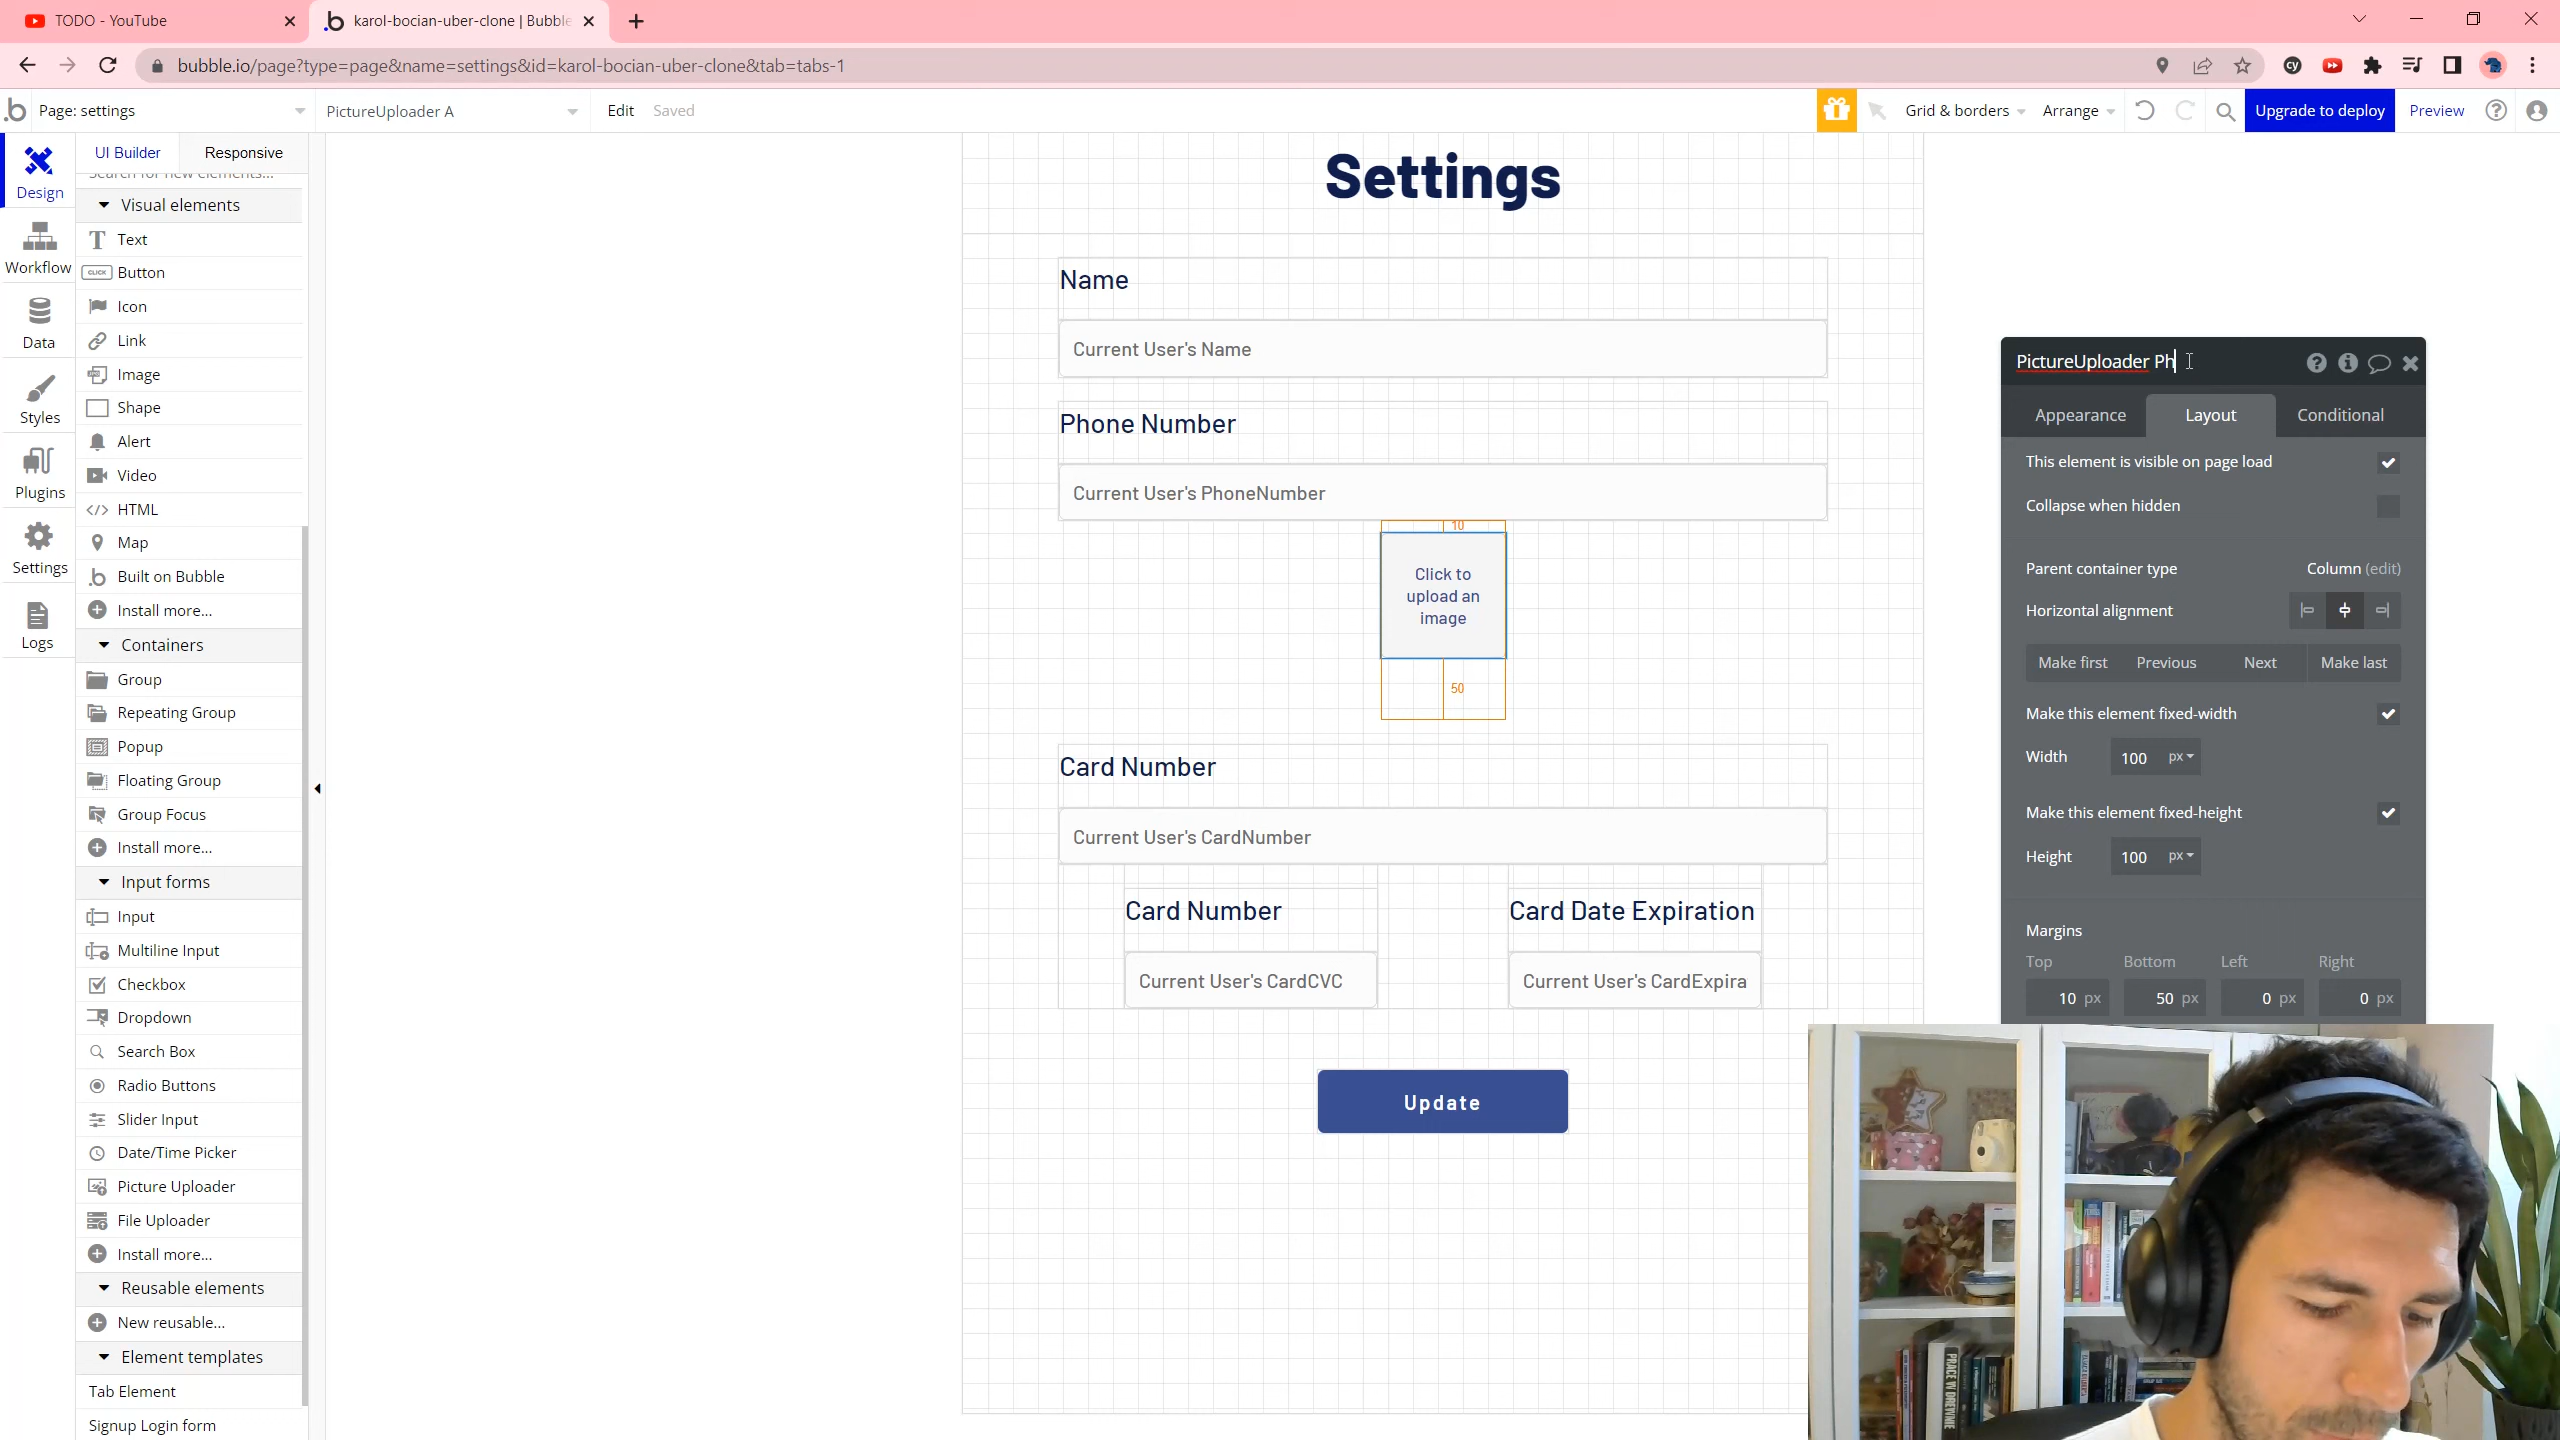 TODO - YouTube
karol-bocian-uber-clone | Bubble
bubble.io/page?type=page&name=settings&id=karol-bocian-uber-clone&tab=tabs-1
Page: settings
PictureUploader A
Edit
Saved
Grid & borders
Arrange
Upgrade to deploy
Preview
Design
Workflow
Data
Styles
Plugins
Settings
Logs
UI Builder
Responsive
Search for new elements...
Visual elements
Text
CLICK
Button
Icon
Link
Image
Shape
Alert
Video
HTML
Map
Built on Bubble
Install more...
Containers
Group
Repeating Group
Popup
Floating Group
Group Focus
Install more...
Input forms
Input
Multiline Input
Checkbox
Dropdown
Search Box
Radio Buttons
Slider Input
Date/Time Picker
Picture Uploader
File Uploader
Install more...
Reusable elements
New reusable...
Element templates
Tab Element
Signup Login form
Settings
Name
Current User's Name
Phone Number
Current User's PhoneNumber
10
Click to
upload an
image
50
Card Number
Current User's CardNumber
Card Number
Card Date Expiration
Current User's CardCVC
Current User's CardExpira
Update
PictureUploader Ph
Appearance
Layout
Conditional
This element is visible on page load
Collapse when hidden
Parent container type
Column (edit)
Horizontal alignment
Make first
Previous
Next
Make last
Make this element fixed-width
Width
100 px
Make this element fixed-height
Height
100 px
Margins
Top
Bottom
Left
Right
10 px
50 px
0 px
0 px